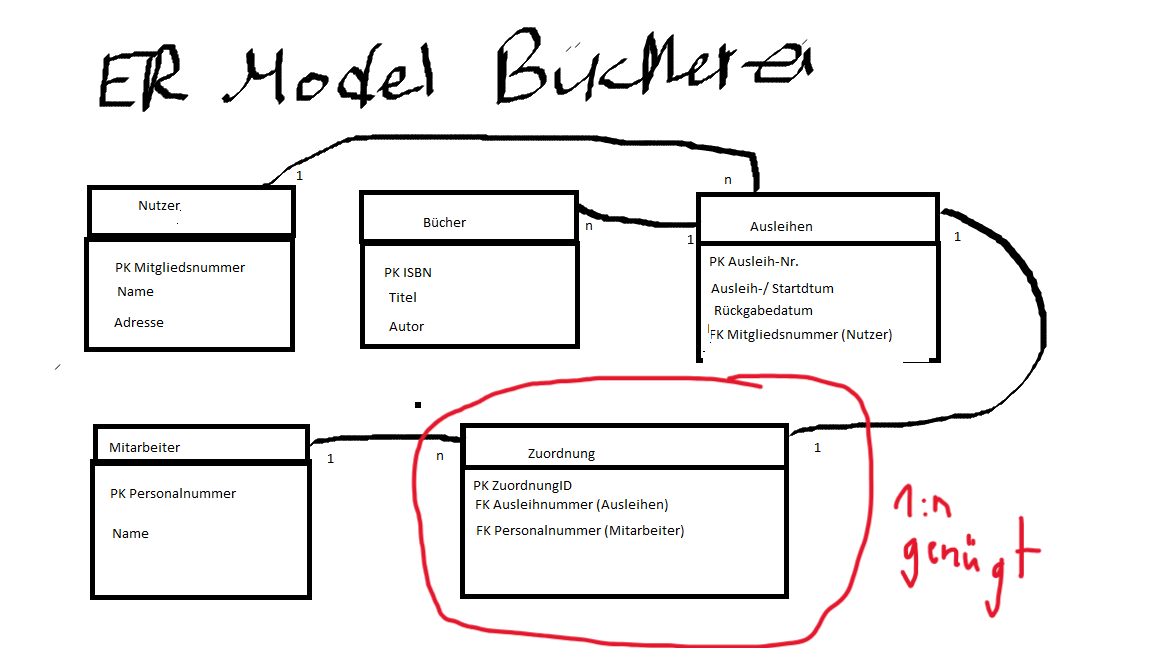 ER Model Bücherei
1
n
Nutzer
PK Mitgliedsnummer
Name
Adresse
Bücher
n
1
PK ISBN
Titel
Autor
Ausleihen
1
PK Ausleih-Nr.
Ausleih-/ Startdtum
Rückgabedatum
FK Mitgliedsnummer (Nutzer)
Mitarbeiter
1
n
PK Personalnummer
Name
Zuordnung
1
PK ZuordnungID
FK Ausleihnummer (Ausleihen)
FK Personalnummer (Mitarbeiter)
1:n
genügt